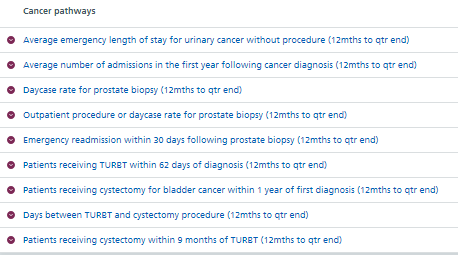 Cancer pathways
Average emergency length of stay for urinary cancer without procedure (12mths to qtr end)
Average number of admissions in the first year following cancer diagnosis (12mths to qtr end)
Daycase rate for prostate biopsy (12mths to qtr end)
Outpatient procedure or daycase rate for prostate biopsy (12mths to qtr end)
Emergency readmission within 30 days following prostate biopsy (12mths to qtr end)
Patients receiving TURBT within 62 days of diagnosis (12mths to qtr end)
Patients receiving cystectomy for bladder cancer within 1 year of first diagnosis (12mths to qtr end)
Days between TURBT and cystectomy procedure (12mths to qtr end)
Patients receiving cystectomy within 9 months of TURBT (12mths to qtr end)